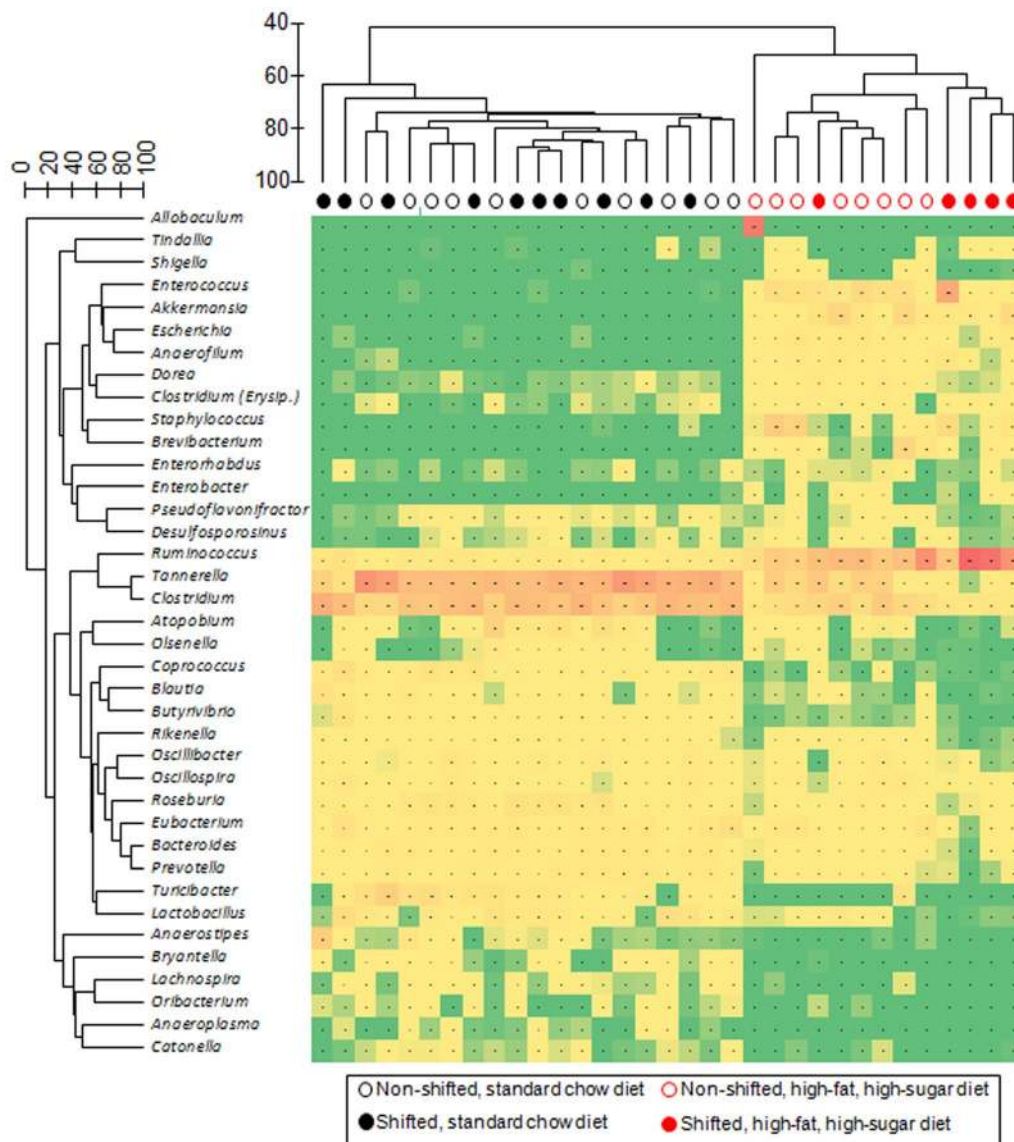 40
60
80
100
0
20
40
60
80
100
Allobaculum
Tindallia
Shigella
Enterococcus
Akkermansia
Escherichia
Anaerofilum
Dorea
Clostridium (Erysip.)
Staphylococcus
Brevibacterium
Enterorhabdus
Enterobacter
Pseudoflavonifractor
Desulfosporosinus
Ruminococcus
Tannerella
Clostridium
Atopobium
Olsenella
Coprococcus
Blautia
Butyrivibrio
Rikenella
Oscillibacter
Oscillospira
Roseburia
Eubacterium
Bacteroides
Prevotella
Turicibacter
Lactobacillus
Anaerostipes
Bryantella
Lachnospira
Oribacterium
Anaeroplasma
Catonella
Non-shifted, standard chow diet Non-shifted, high-fat, high-sugar diet
Shifted, standard chow diet Shifted, high-fat, high-sugar diet